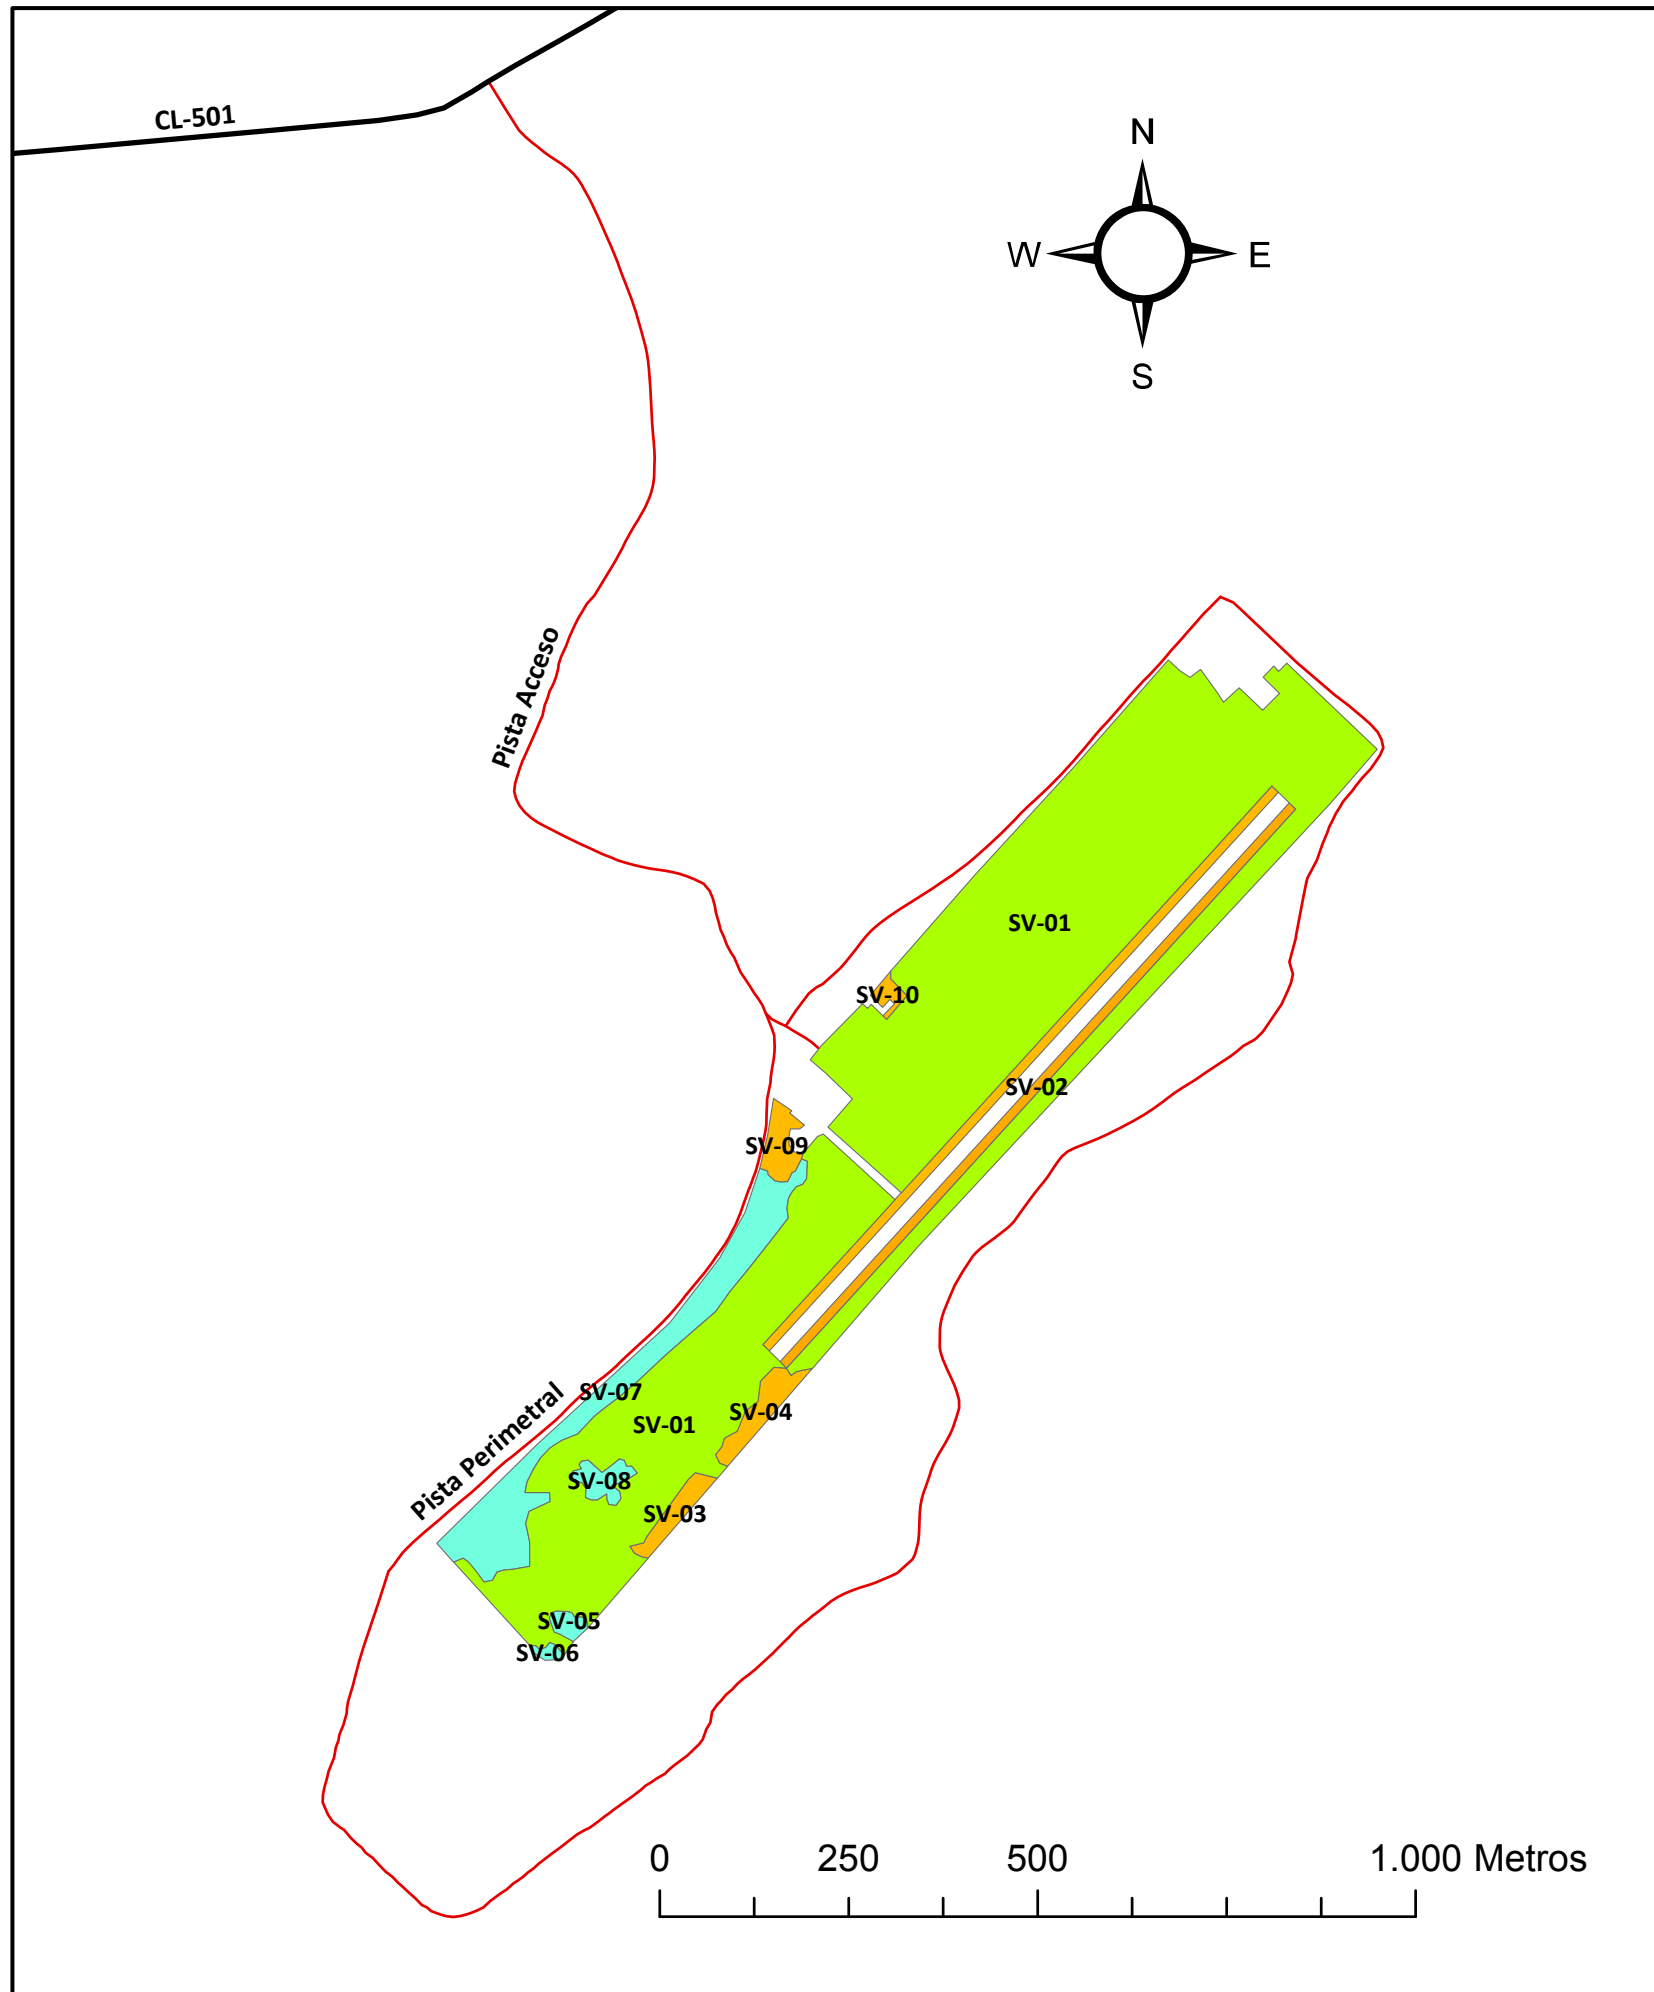 CL-501
N
W
E
S
Pista Acceso
SV-01
SV-10
SV-02
SV-09
SV-07
SV-04
SV-01
Pista Perimetral
SV-08
SV-03
SV-05
SV-06
0 250 500 1.000 Metros